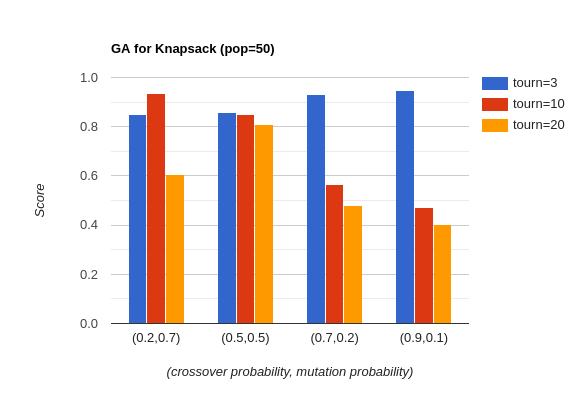 GA for Knapsack (pop=50)
1.0
0.8
0.6
0.4
0.2
0.0
Score
(0.2,0.7)
(0.5,0.5)
(0.7,0.2)
(0.9,0.1)
(crossover probability, mutation probability)
tourn=3
tourn=10
tourn=20